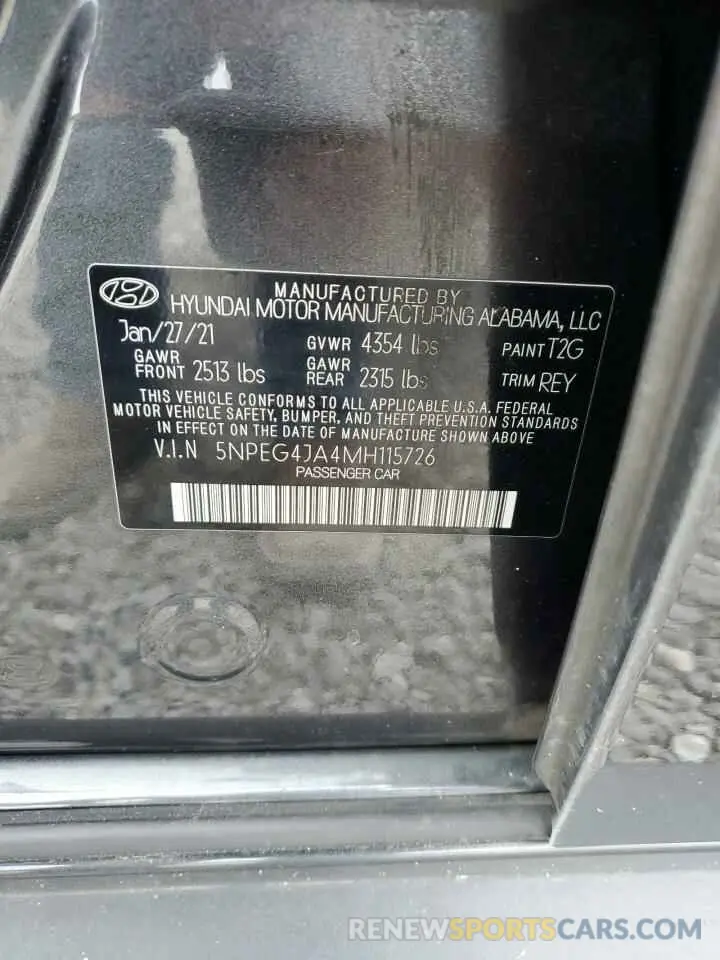 MANUFACTURED BY
HYUNDAI MOTOR MANUFACTURING ALABAMA, LLC
Jan/27/21 GVWR 4354 lbs PAINT T2G
GAWR FRONT 2513 lbs GAWR REAR 2315 lbs TRIM REY
THIS VEHICLE CONFORMS TO ALL APPLICABLE U.S.A. FEDERAL
MOTOR VEHICLE SAFETY, BUMPER, AND THEFT PREVENTION STANDARDS
IN EFFECT ON THE DATE OF MANUFACTURE SHOWN ABOVE
V.I.N 5NPEG4JA4MH115726
PASSENGER CAR
RENEWSPORTSCARS.COM